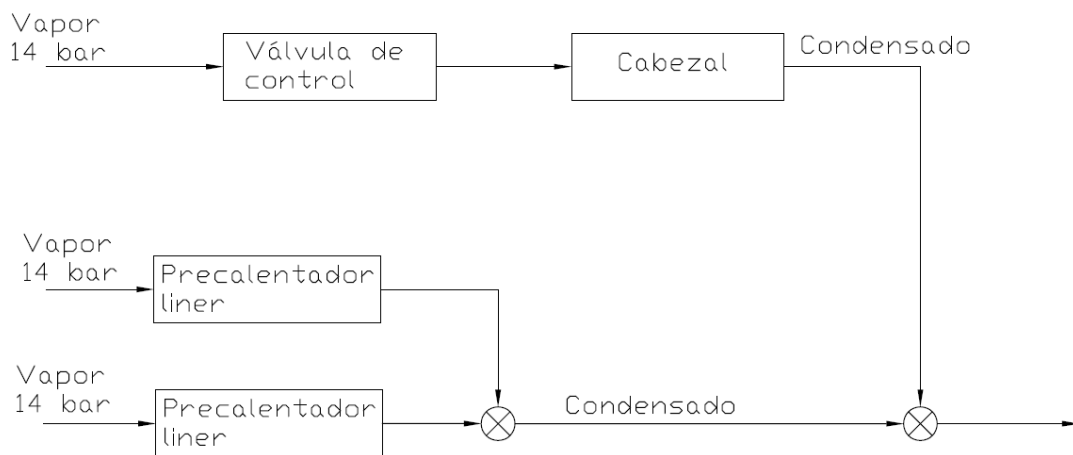 Vapor
14 bar
Válvula de
control
Cabezal
Condensado
Vapor
14 bar
Precalentador
liner
Vapor
14 bar
Precalentador
liner
Condensado